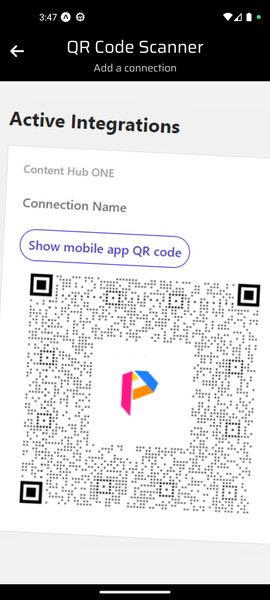 3:47
QR Code Scanner
Add a connection
Active Integrations
Content Hub ONE
Connection Name
Show mobile app QR code